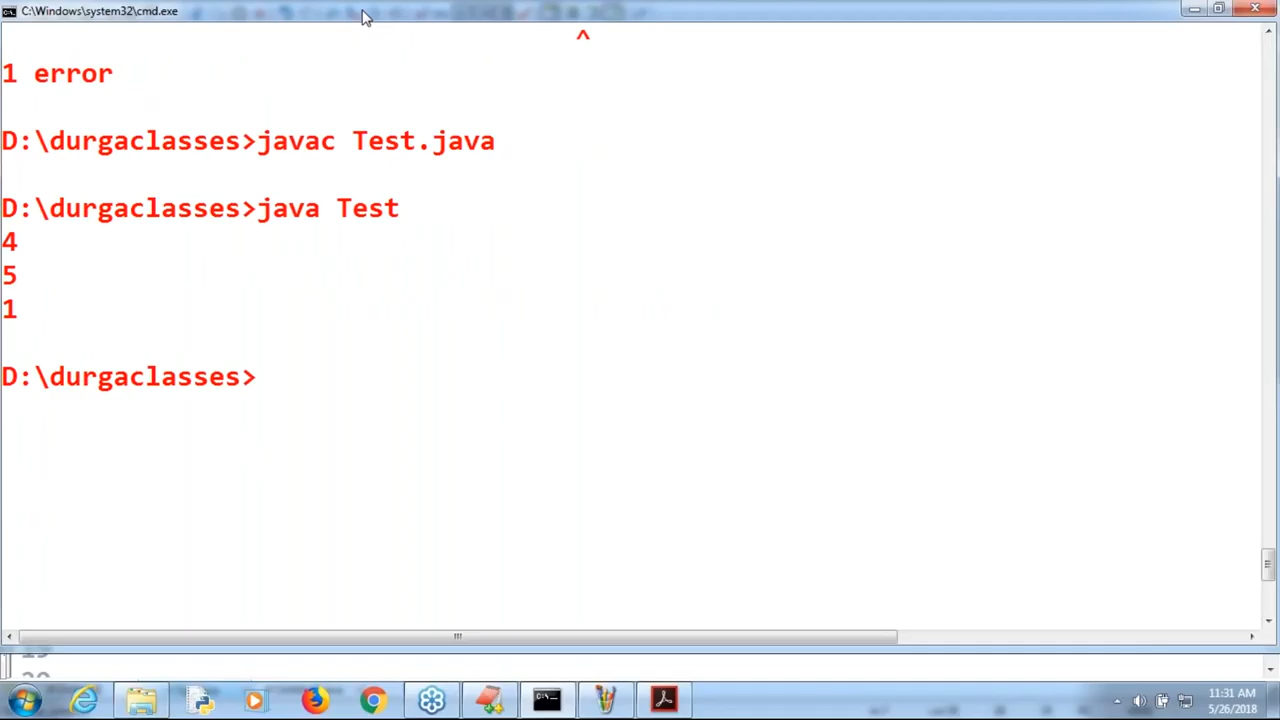 C:\Windows\system32\cmd.exe
^
1 error
D:\durgaclasses>javac Test.java
D:\durgaclasses>java Test
4
5
1
D:\durgaclasses>
C:\
11:31 AM
5/26/2018